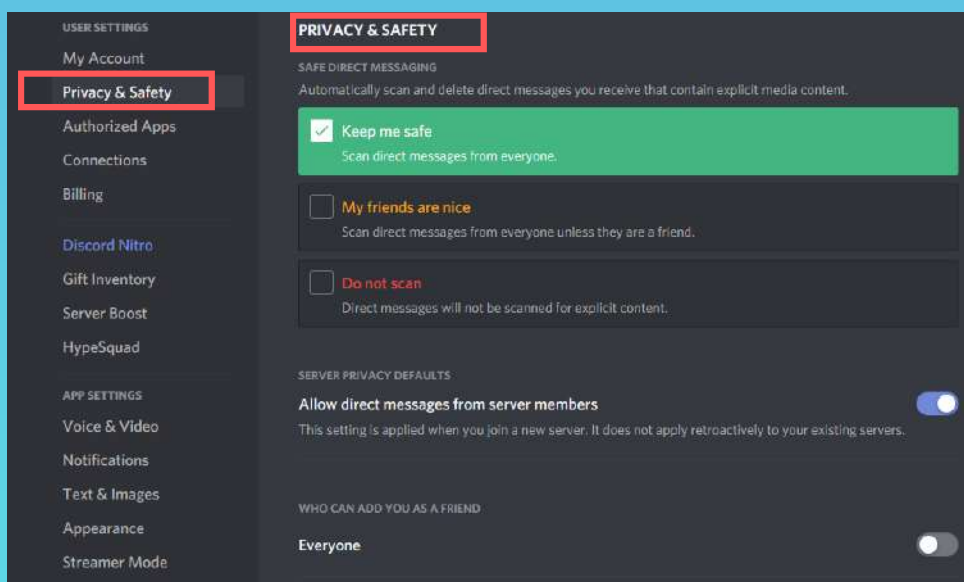 USER SETTINGS
My Account
Privacy & Safety
Authorized Apps
Connections
Billing
Discord Nitro
Gift Inventory
Server Boost
HypeSquad
APP SETTINGS
Voice & Video
Notifications
Text & Images
Appearance
Streamer Mode
PRIVACY & SAFETY
SAFE DIRECT MESSAGING
Automatically scan and delete direct messages you receive that contain explicit media content.
Keep me safe
Scan direct messages from everyone.
My friends are nice
Scan direct messages from everyone unless they are a friend.
Do not scan
Direct messages will not be scanned for explicit content.
SERVER PRIVACY DEFAULTS
Allow direct messages from server members
This setting is applied when you join a new server. It does not apply retroactively to your existing servers.
WHO CAN ADD YOU AS A FRIEND
Everyone